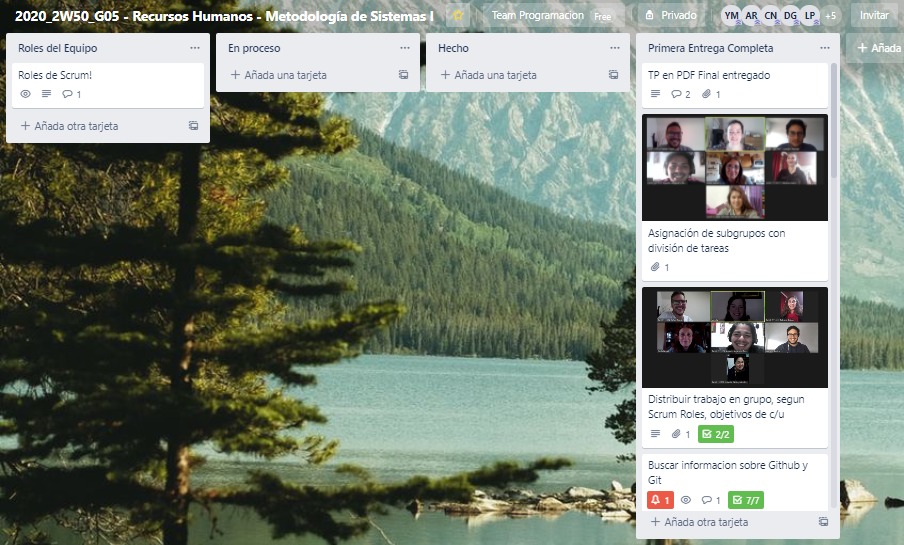 2020_2W50_G05 - Recursos Humanos - Metodología de Sistemas I
Team Programacion Free
Privado
YM AR CN DG LP +5
Invitar
Roles del Equipo
Roles de Scrum!
1
+ Añada otra tarjeta
En proceso
+ Añada una tarjeta
Hecho
+ Añada una tarjeta
Primera Entrega Completa
TP en PDF Final entregado
2 1
Asignación de subgrupos con
división de tareas
1
Distribuir trabajo en grupo, segun
Scrum Roles, objetivos de c/u
1 2/2
Buscar informacion sobre Github y
Git
1 1 7/7
+ Añada otra tarjeta
+ Añada